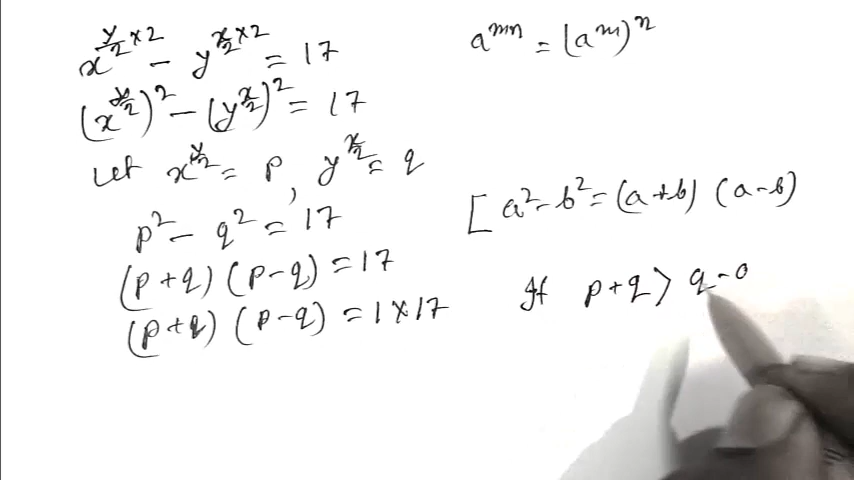 x^{y/2 × 2} − y^{x/2 × 2} = 17
a^{mn} = (a^m)^n
(x^{y/2})^2 − (y^{x/2})^2 = 17
Let x^{y/2} = p, y^{x/2} = q
p^2 − q^2 = 17
[a^2 − b^2 = (a+b) (a−b)
(p+q) (p−q) = 17
(p+q) (p−q) = 1 × 17
If p+q > q −